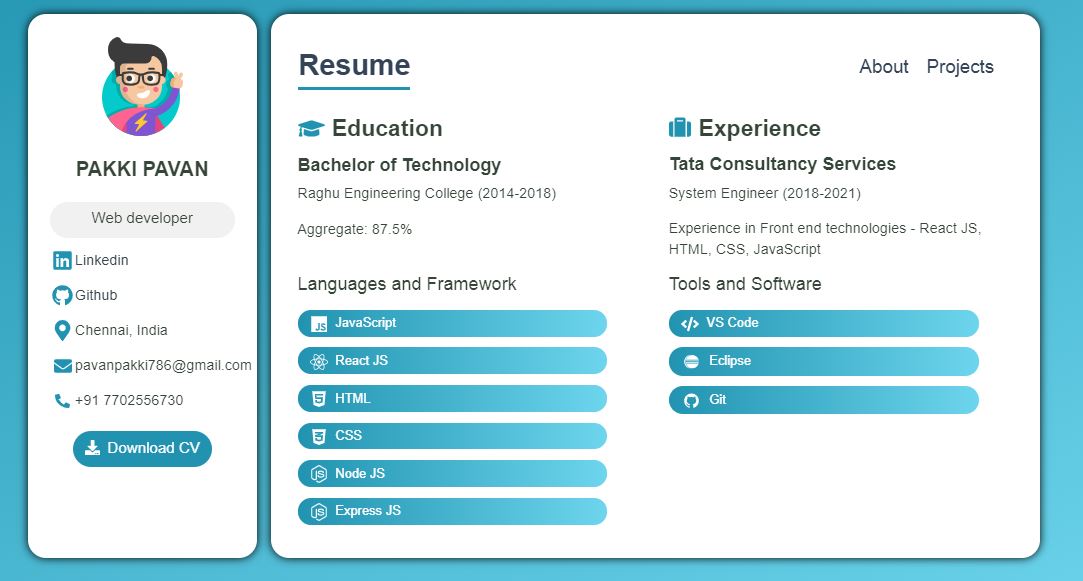 PAKKI PAVAN
Web developer
Linkedin
Github
Chennai, India
pavanpakki786@gmail.com
+91 7702556730
Download CV
Resume
About Projects
Education
Bachelor of Technology
Raghu Engineering College (2014-2018)
Aggregate: 87.5%
Experience
Tata Consultancy Services
System Engineer (2018-2021)
Experience in Front end technologies - React JS,
HTML, CSS, JavaScript
Languages and Framework
JavaScript
React JS
HTML
CSS
Node JS
Express JS
Tools and Software
VS Code
Eclipse
Git